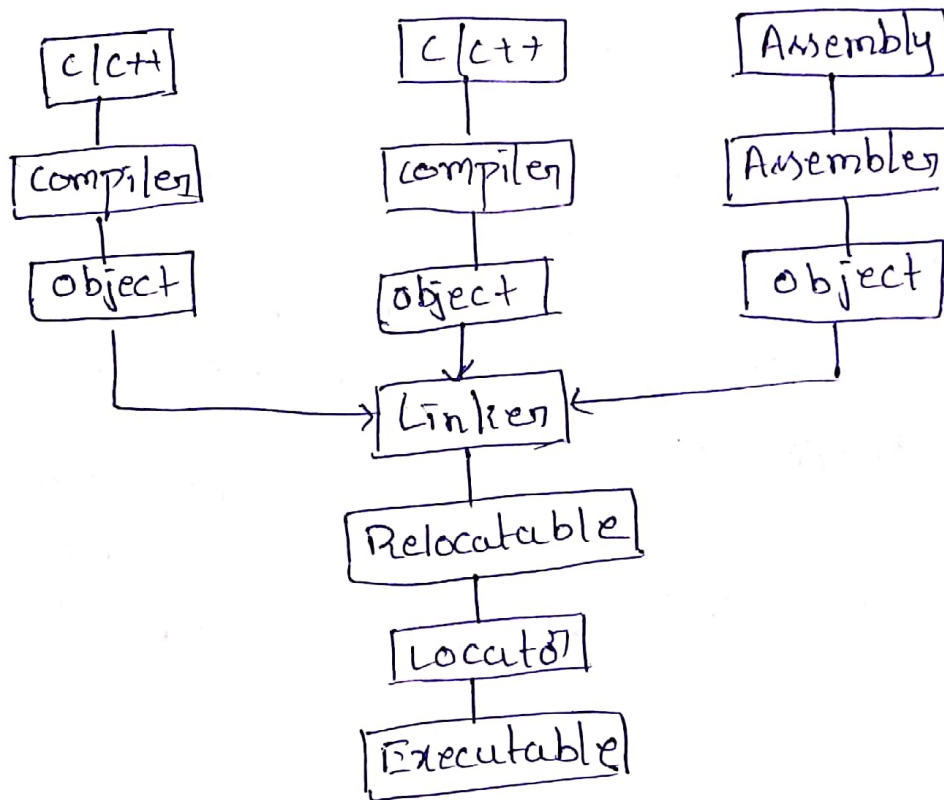 C/C++
C/C++
Assembly
Compiler
Compiler
Assembler
Object
Object
Object
Linker
Relocatable
Locator
Executable